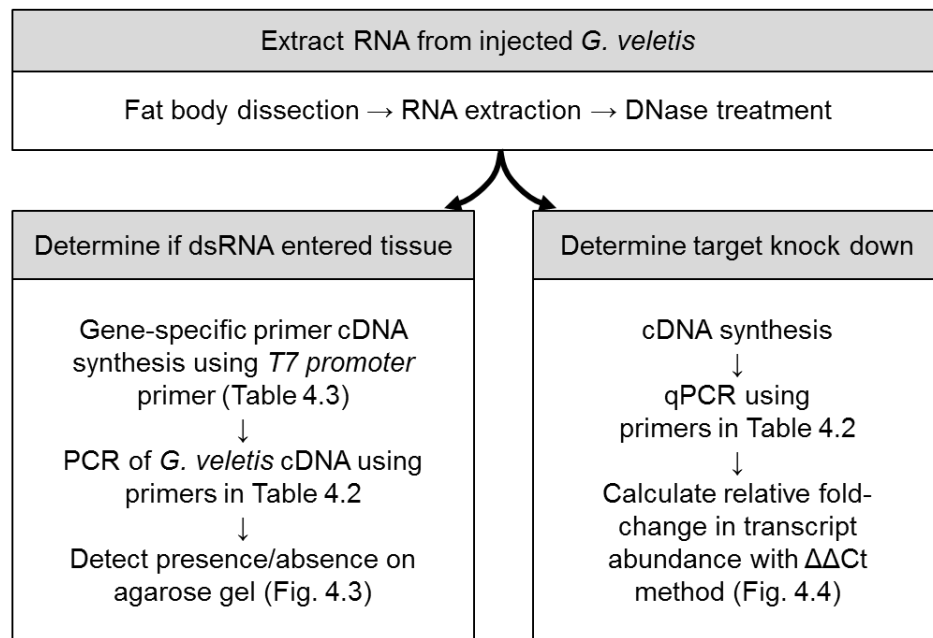 Extract RNA from injected G. veletis
Fat body dissection → RNA extraction → DNase treatment
Determine if dsRNA entered tissue
Gene-specific primer cDNA
synthesis using T7 promoter
primer (Table 4.3)
↓
PCR of G. veletis cDNA using
primers in Table 4.2
↓
Detect presence/absence on
agarose gel (Fig. 4.3)
Determine target knock down
cDNA synthesis
↓
qPCR using
primers in Table 4.2
↓
Calculate relative fold-
change in transcript
abundance with ΔΔCt
method (Fig. 4.4)